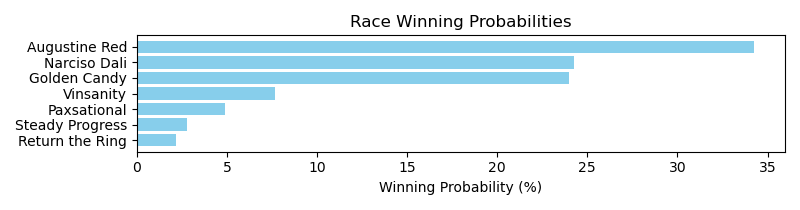 Race Winning Probabilities
Augustine Red
Narciso Dali
Golden Candy
Vinsanity
Paxsational
Steady Progress
Return the Ring
0 5 10 15 20 25 30 35
Winning Probability (%)